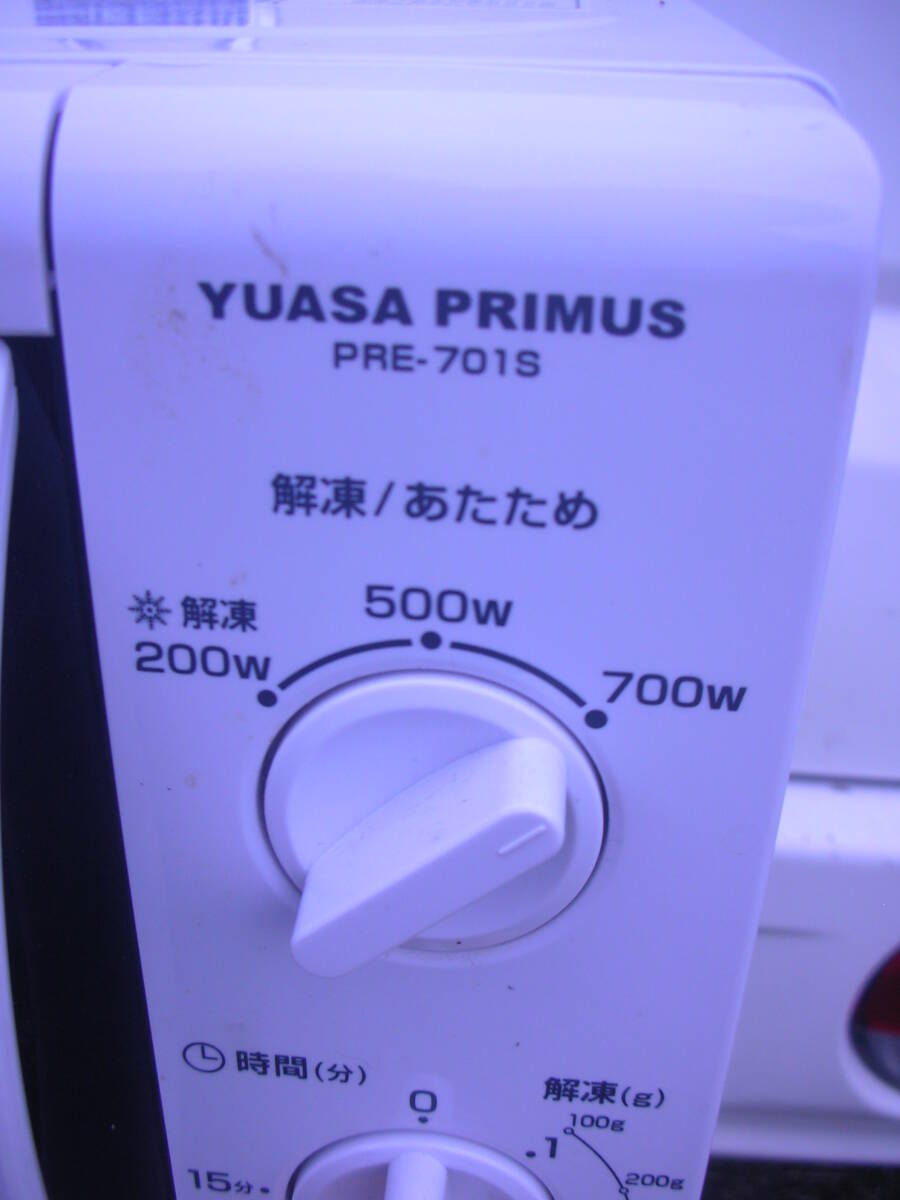 YUASA PRIMUS
PRE-701S
解凍/あたため
解凍
200W
500W
700W
時間(分)
0
1
15分
解凍(g)
100g
200g